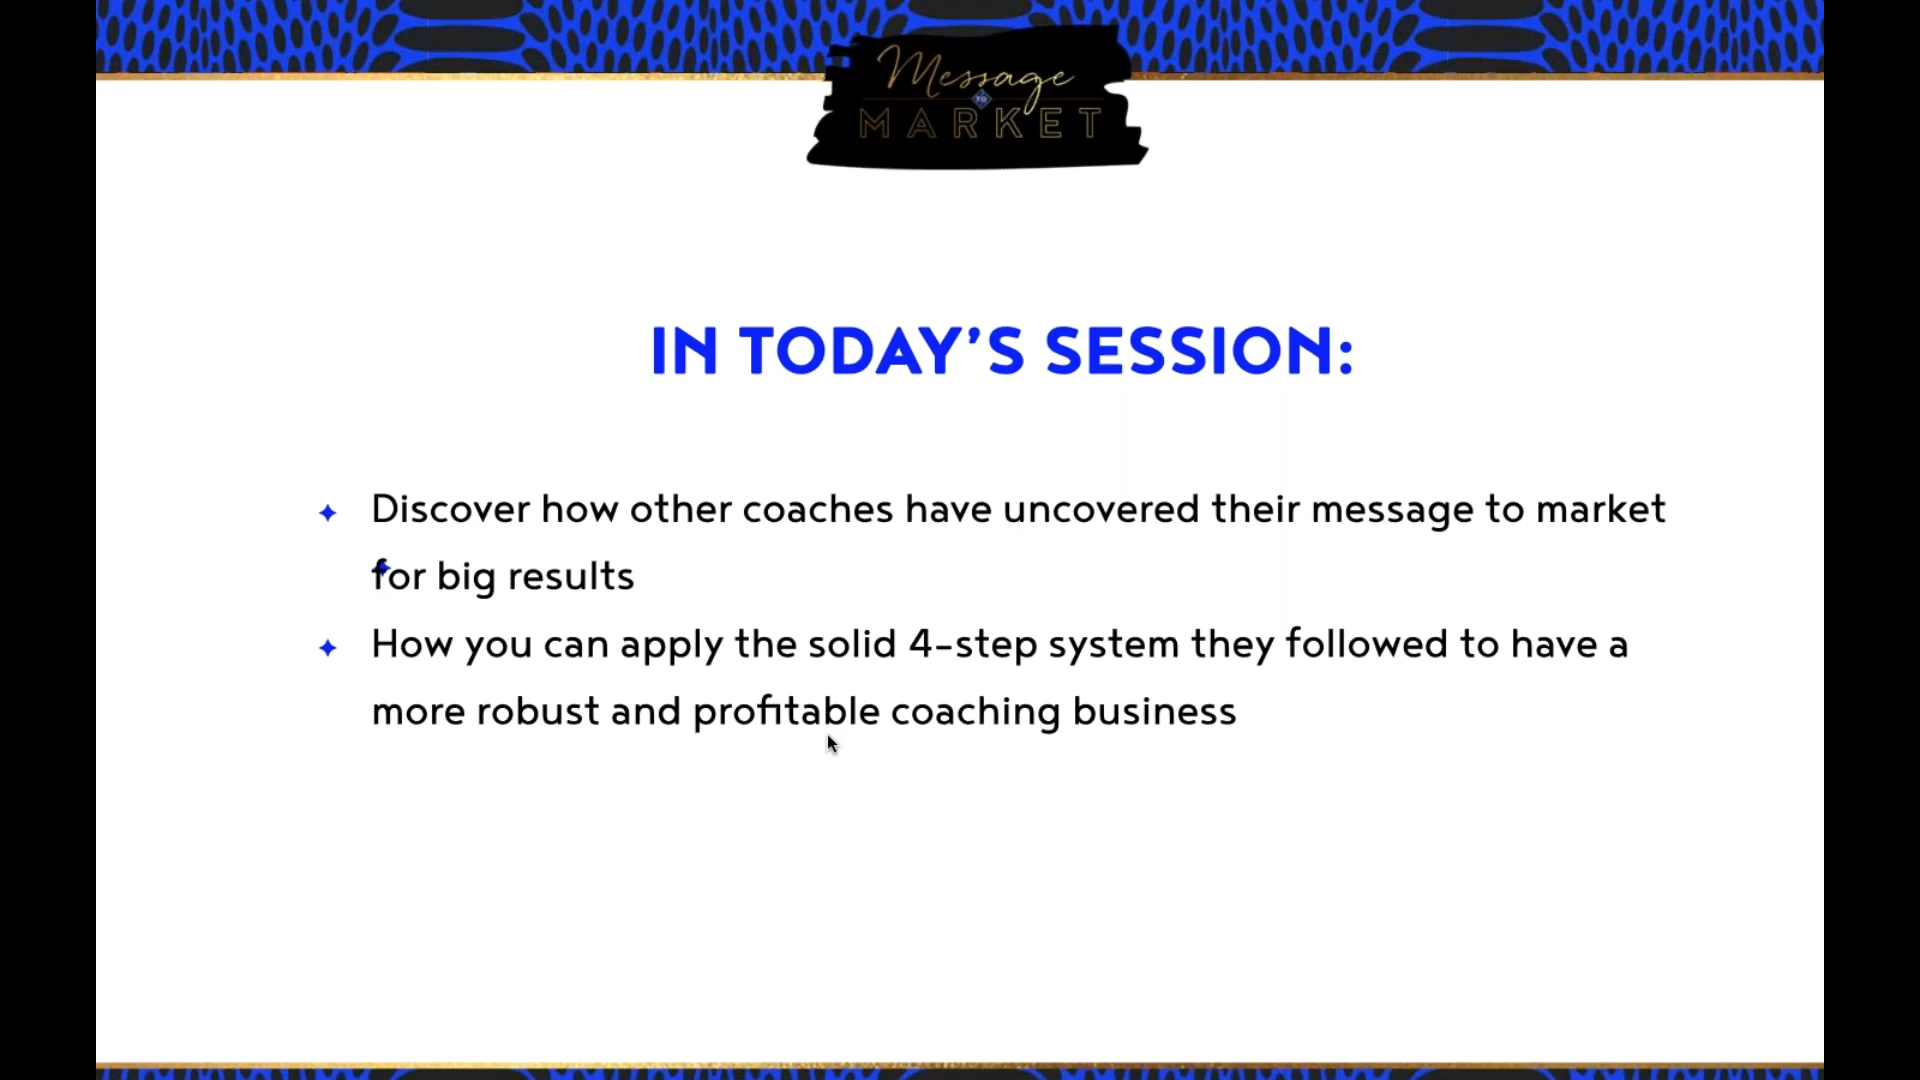 Message
TO
MARKET
IN TODAY’S SESSION:
Discover how other coaches have uncovered their message to market
for big results
How you can apply the solid 4-step system they followed to have a
more robust and profitable coaching business